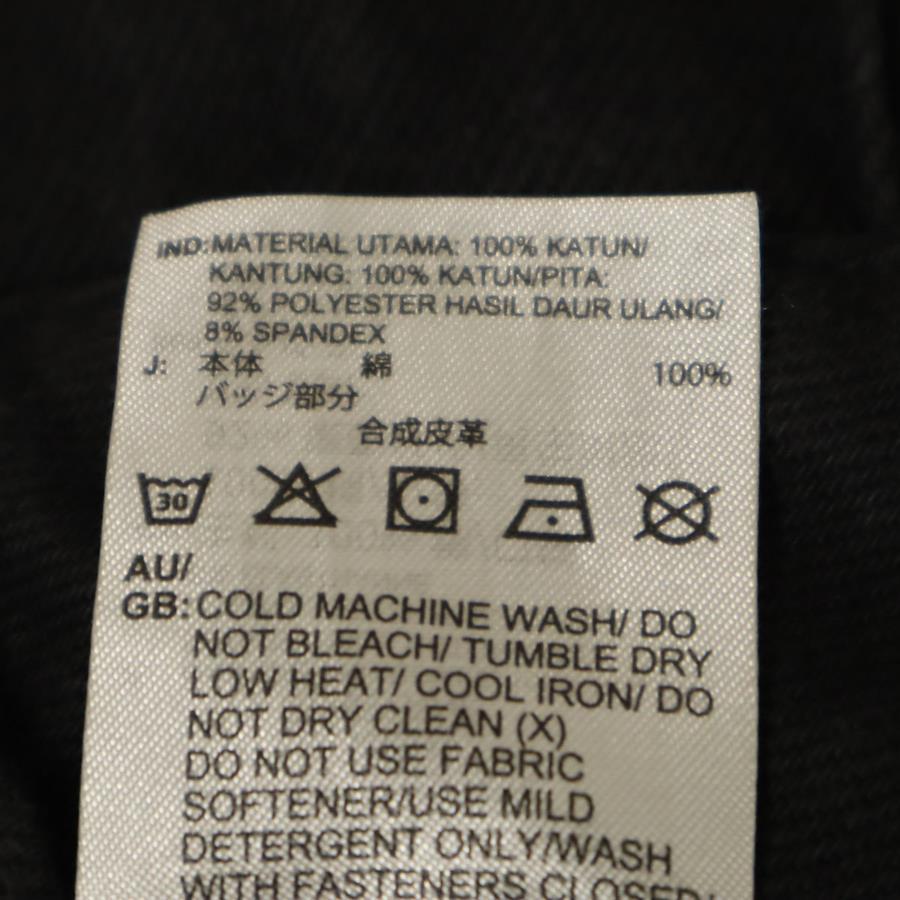 IND:MATERIAL UTAMA: 100% KATUN/
KANTUNG: 100% KATUN/PITA:
92% POLYESTER HASIL DAUR ULANG/
8% SPANDEX
J: 本体 綿 100%
バッジ部分
合成皮革
30
AU/
GB:COLD MACHINE WASH/ DO
NOT BLEACH/ TUMBLE DRY
LOW HEAT/ COOL IRON/ DO
NOT DRY CLEAN (X)
DO NOT USE FABRIC
SOFTENER/USE MILD
DETERGENT ONLY/WASH
WITH FASTENERS CLOSED/